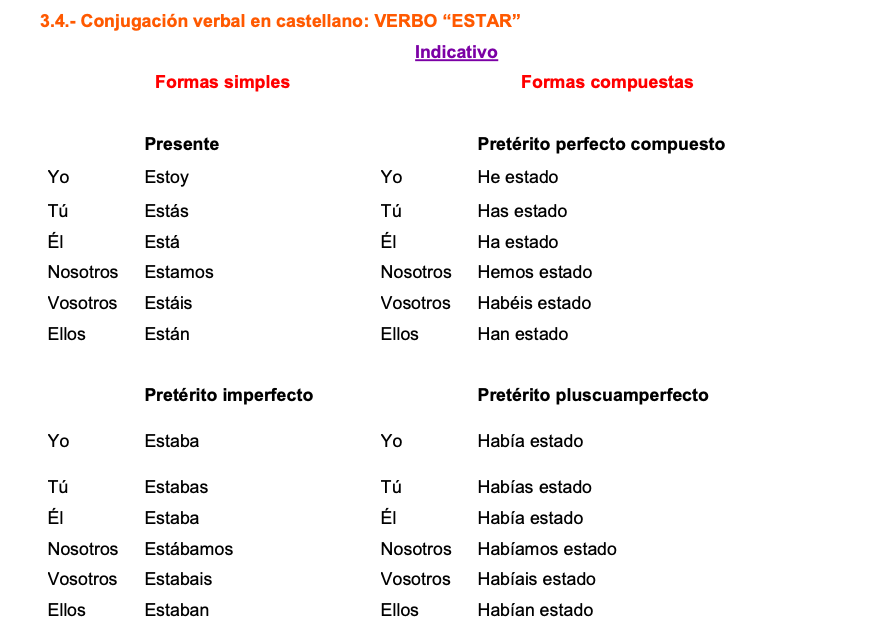 3.4.- Conjugación verbal en castellano: VERBO “ESTAR”
Indicativo
Formas simples Formas compuestas
Presente Pretérito perfecto compuesto
Yo Estoy Yo He estado
Tú Estás Tú Has estado
Él Está Él Ha estado
Nosotros Estamos Nosotros Hemos estado
Vosotros Estáis Vosotros Habéis estado
Ellos Están Ellos Han estado
Pretérito imperfecto Pretérito pluscuamperfecto
Yo Estaba Yo Había estado
Tú Estabas Tú Habías estado
Él Estaba Él Había estado
Nosotros Estábamos Nosotros Habíamos estado
Vosotros Estabais Vosotros Habíais estado
Ellos Estaban Ellos Habían estado